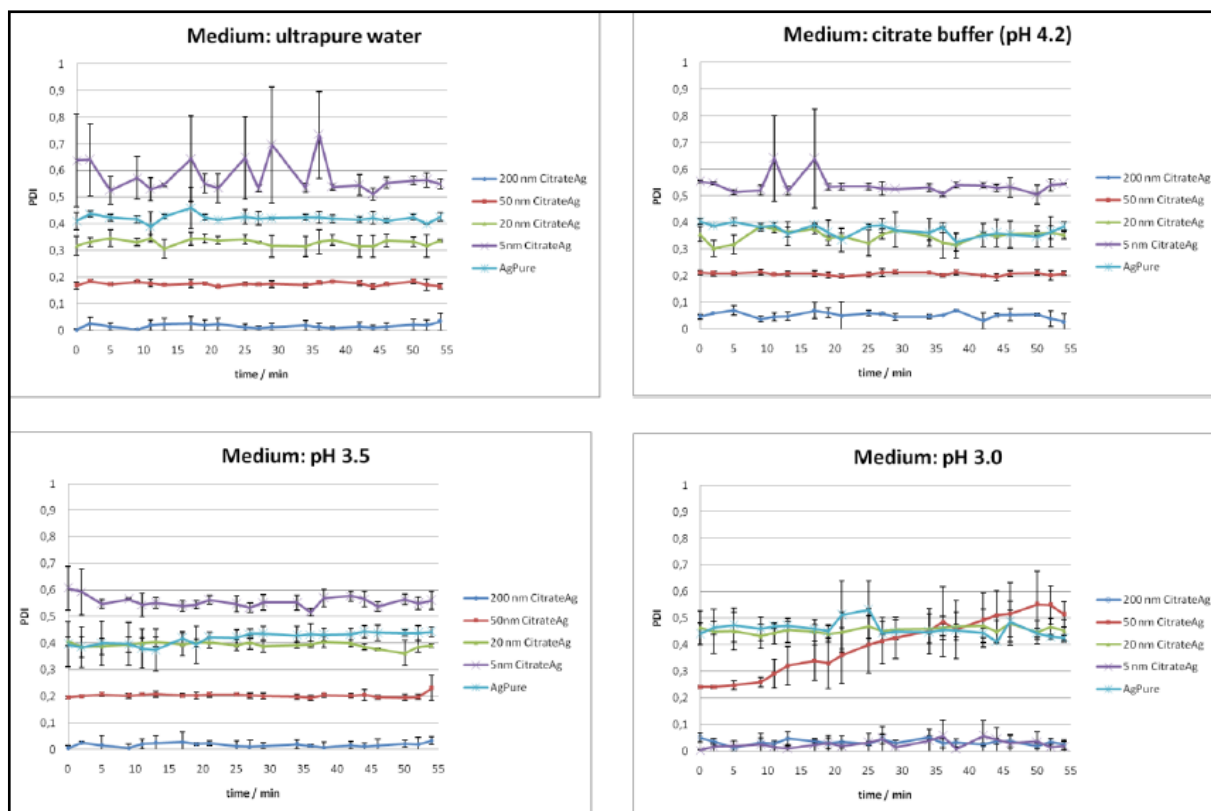 Medium: ultrapure water
1
0,9
0,8
0,7
0,6
0,5
0,4
0,3
0,2
0,1
0
PDI
0 5 10 15 20 25 30 35 40 45 50 55
time / min
200 nm CitrateAg
50 nm CitrateAg
20 nm CitrateAg
5nm CitrateAg
AgPure
Medium: citrate buffer (pH 4.2)
1
0,9
0,8
0,7
0,6
0,5
0,4
0,3
0,2
0,1
0
PDI
0 5 10 15 20 25 30 35 40 45 50 55
time / min
200 nm CitrateAg
50 nm CitrateAg
20 nm CitrateAg
5 nm CitrateAg
AgPure
Medium: pH 3.5
1
0,9
0,8
0,7
0,6
0,5
0,4
0,3
0,2
0,1
0
PDI
0 5 10 15 20 25 30 35 40 45 50 55
time / min
200 nm CitrateAg
50nm CitrateAg
20 nm CitrateAg
5 nm CitrateAg
AgPure
Medium: pH 3.0
1
0,9
0,8
0,7
0,6
0,5
0,4
0,3
0,2
0,1
0
PDI
0 5 10 15 20 25 30 35 40 45 50 55
time / min
200 nm CitrateAg
50 nm CitrateAg
20 nm CitrateAg
5 nm CitrateAg
AgPure